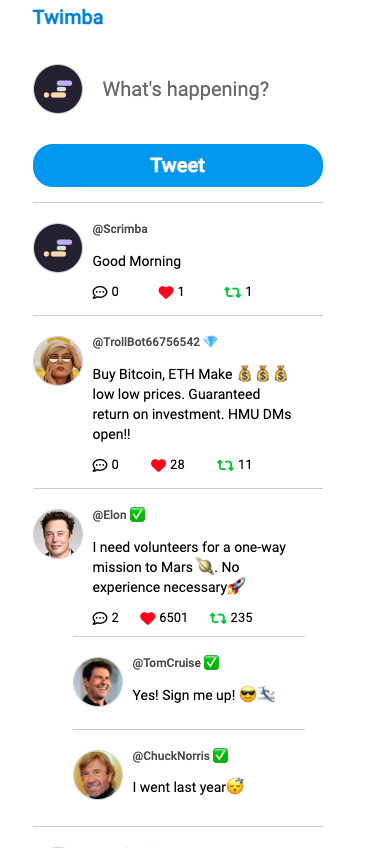 Twimba
What's happening?
Tweet
@Scrimba
Good Morning
0 1 1
@TrollBot66756542 💎
Buy Bitcoin, ETH Make 💰💰💰
low low prices. Guaranteed
return on investment. HMU DMs
open!!
0 28 11
@Elon ✅
I need volunteers for a one-way
mission to Mars 🪐. No
experience necessary🚀
2 6501 235
@TomCruise ✅
Yes! Sign me up! 😎🛩
@ChuckNorris ✅
I went last year😴